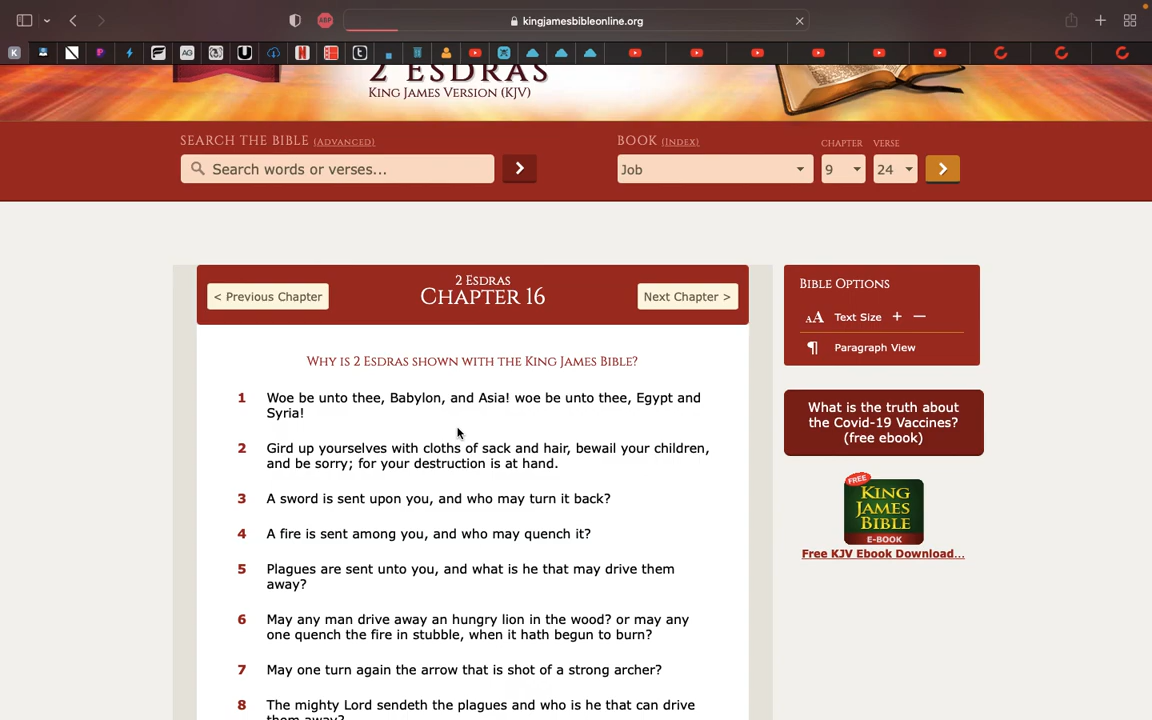 kingjamesbibleonline.org
K
ABP
AG
2 ESDRAS
KING JAMES VERSION (KJV)
SEARCH THE BIBLE (ADVANCED)
BOOK (INDEX)
CHAPTER
VERSE
Search words or verses...
Job
9
24
2 ESDRAS
< Previous Chapter
CHAPTER 16
Next Chapter >
BIBLE OPTIONS
AA Text Size + —
¶ Paragraph View
WHY IS 2 ESDRAS SHOWN WITH THE KING JAMES BIBLE?
1 Woe be unto thee, Babylon, and Asia! woe be unto thee, Egypt and
Syria!
2 Gird up yourselves with cloths of sack and hair, bewail your children,
and be sorry; for your destruction is at hand.
3 A sword is sent upon you, and who may turn it back?
4 A fire is sent among you, and who may quench it?
5 Plagues are sent unto you, and what is he that may drive them
away?
6 May any man drive away an hungry lion in the wood? or may any
one quench the fire in stubble, when it hath begun to burn?
7 May one turn again the arrow that is shot of a strong archer?
8 The mighty Lord sendeth the plagues and who is he that can drive
them away?
What is the truth about
the Covid-19 Vaccines?
(free ebook)
FREE
KING
JAMES
BIBLE
E-BOOK
Free KJV Ebook Download...